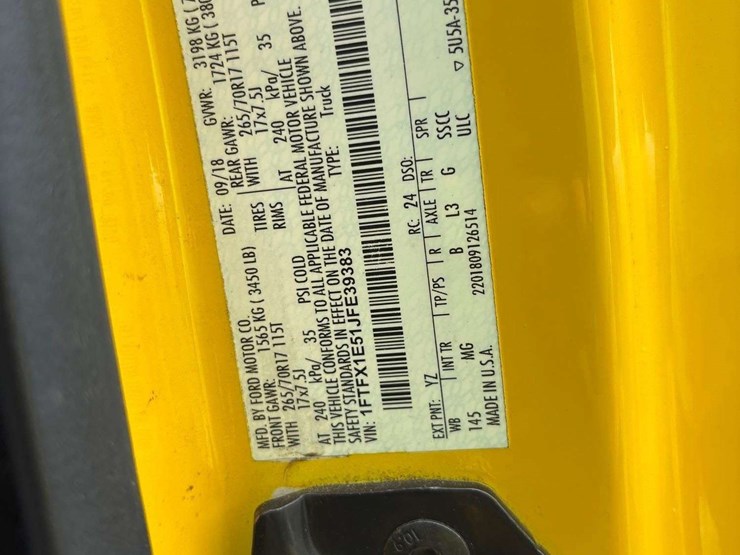 MFD. BY FORD MOTOR CO. DATE: 09/18 GVWR: 3198 KG (
FRONT GAWR: 1565 KG ( 3450 LB) REAR GAWR: 1724 KG ( 380
WITH 265/70R17 115T TIRES WITH 265/70R17 115T
17x7.5J RIMS 17x7.5J
AT 240 kPa/ 35 PSI COLD AT 240 kPa/ 35 P
THIS VEHICLE CONFORMS TO ALL APPLICABLE FEDERAL MOTOR VEHICLE
SAFETY STANDARDS IN EFFECT ON THE DATE OF MANUFACTURE SHOWN ABOVE.
VIN: 1FTFX1E51JFE39383 TYPE: Truck
EXT PNT: YZ RC: 24 DSO:
WB INT TR TP/PS R AXLE TR SPR
145 MG B L3 G SSCC
MADE IN U.S.A. 2201809126514 ULC
▽ 5U5A-35
109